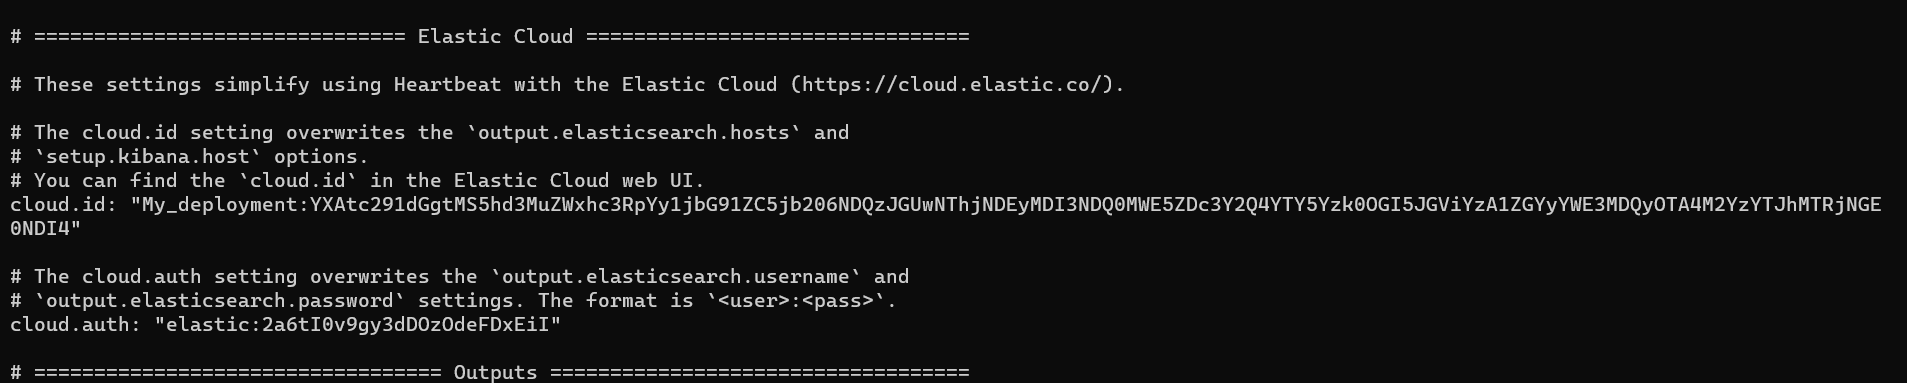 # =============================== Elastic Cloud ================================
# These settings simplify using Heartbeat with the Elastic Cloud (https://cloud.elastic.co/).
# The cloud.id setting overwrites the `output.elasticsearch.hosts` and
# `setup.kibana.host` options.
# You can find the `cloud.id` in the Elastic Cloud web UI.
cloud.id: "My_deployment:YXAtc291dGgtMS5hd3MuZWxhc3RpYy1jbG91ZC5jb206NDQzJGUwNThjNDEyMDI3NDQ0MWE5ZDc3Y2Q4YTY5Yzk0OGI5JGViYzA1ZGYyYWE3MDQyOTA4M2YzYTJhMTRjNGE
0NDI4"
# The cloud.auth setting overwrites the `output.elasticsearch.username` and
# `output.elasticsearch.password` settings. The format is `<user>:<pass>`.
cloud.auth: "elastic:2a6tI0v9gy3dDOzOdeFDxEiI"
# ================================== Outputs ===================================